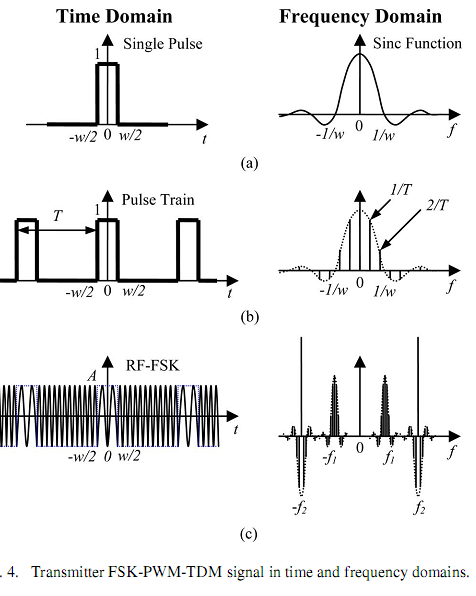 Time Domain
Frequency Domain
1
Single Pulse
Sinc Function
-w/2 0 w/2
t
-1/w
0
1/w
f
(a)
T
1
Pulse Train
1/T
2/T
-w/2 0 w/2
t
-1/w
0
1/w
f
(b)
A
RF-FSK
-w/2 0 w/2
t
-f₂
-f₁
0
f₁
f₂
f
(c)
. 4. Transmitter FSK-PWM-TDM signal in time and frequency domains.